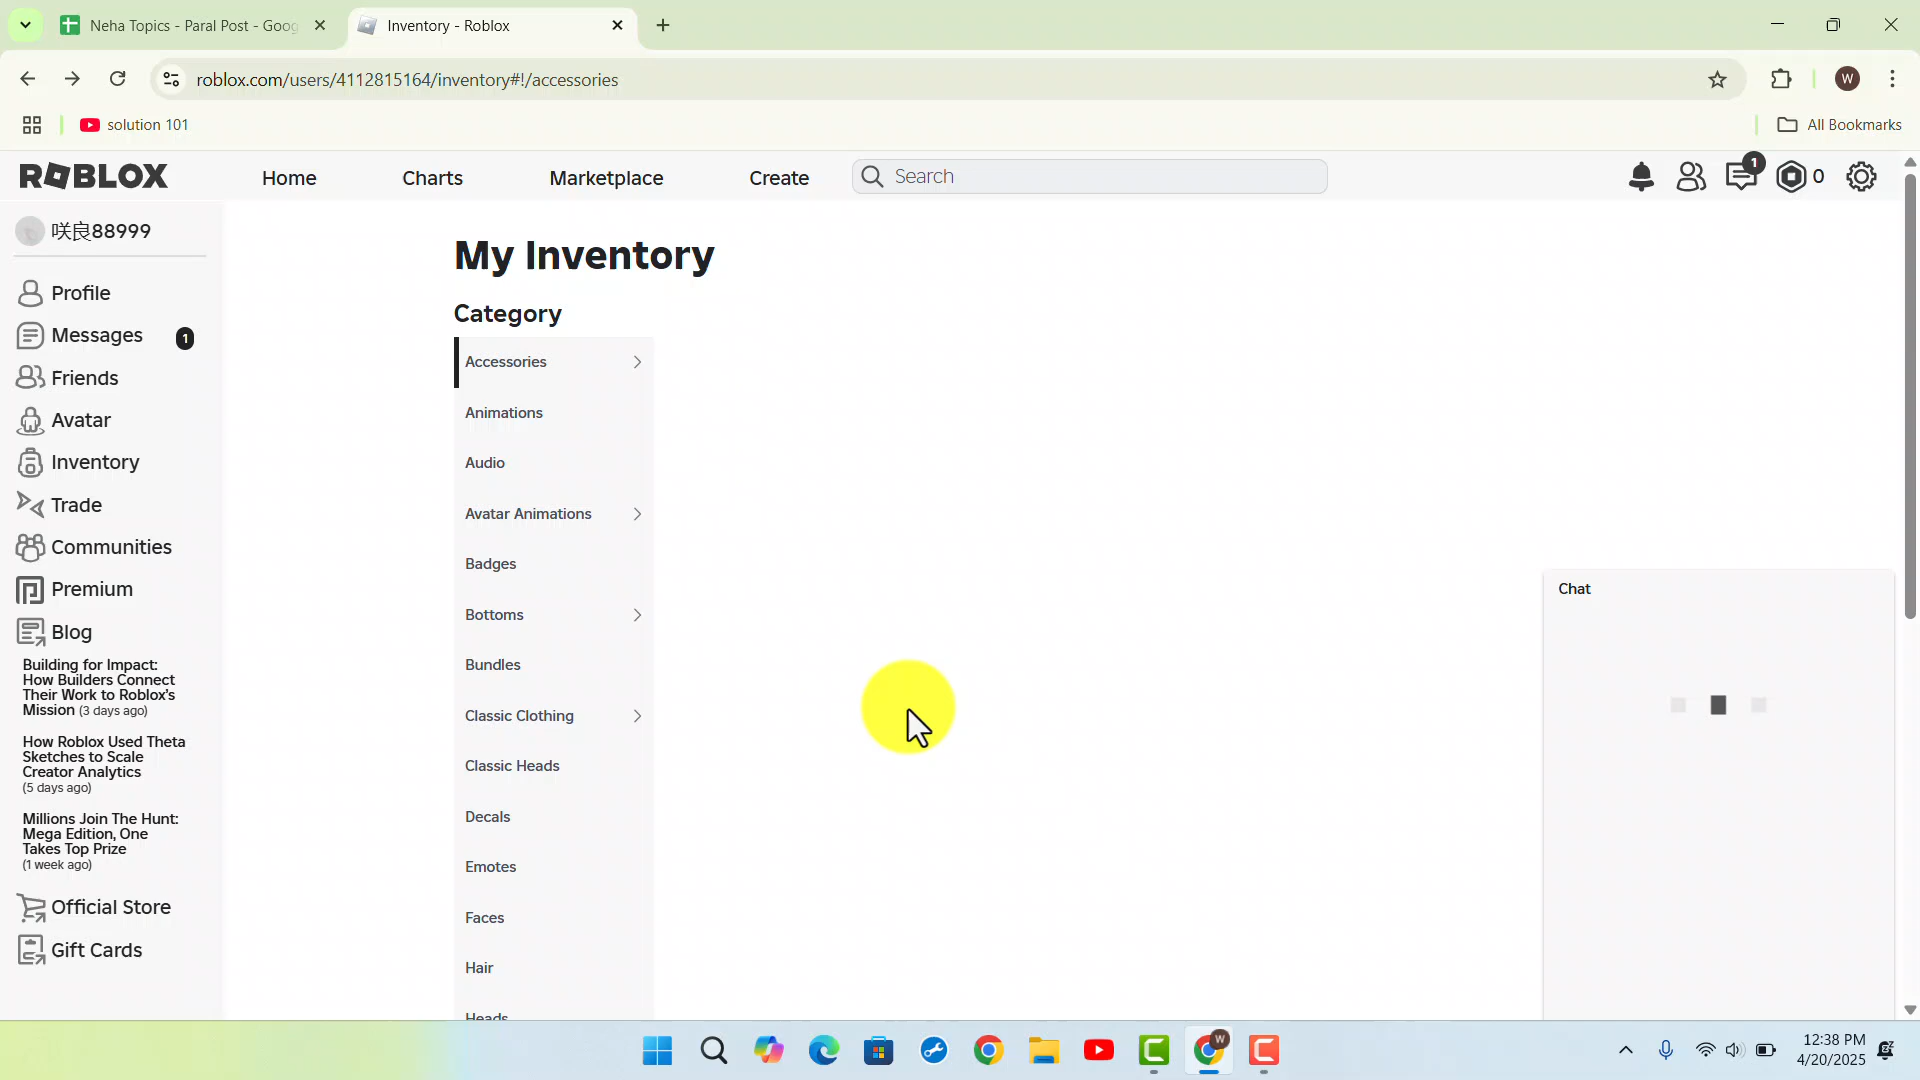 Neha Topics - Paral Post - Goog
Inventory - Roblox
roblox.com/users/4112815164/inventory#!/accessories
W
solution 101
All Bookmarks
ROBLOX
Home
Charts
Marketplace
Create
Search
1
0
咲良88999
Profile
Messages
1
Friends
Avatar
Inventory
Trade
Communities
Premium
Blog
Building for Impact:
How Builders Connect
Their Work to Roblox's
Mission (3 days ago)
How Roblox Used Theta
Sketches to Scale
Creator Analytics
(5 days ago)
Millions Join The Hunt:
Mega Edition, One
Takes Top Prize
(1 week ago)
Official Store
Gift Cards
My Inventory
Category
Accessories
Animations
Audio
Avatar Animations
Badges
Bottoms
Bundles
Classic Clothing
Classic Heads
Decals
Emotes
Faces
Hair
Heads
Chat
W
12:38 PM
4/20/2025